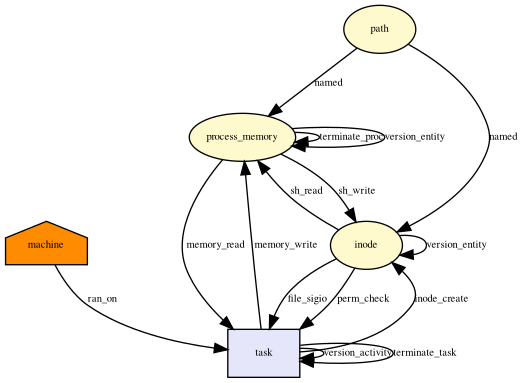 path
named
process_memory
terminate_proc
version_entity
named
sh_read
sh_write
machine
memory_read
memory_write
inode
version_entity
ran_on
file_sigio
perm_check
inode_create
task
version_activity
terminate_task